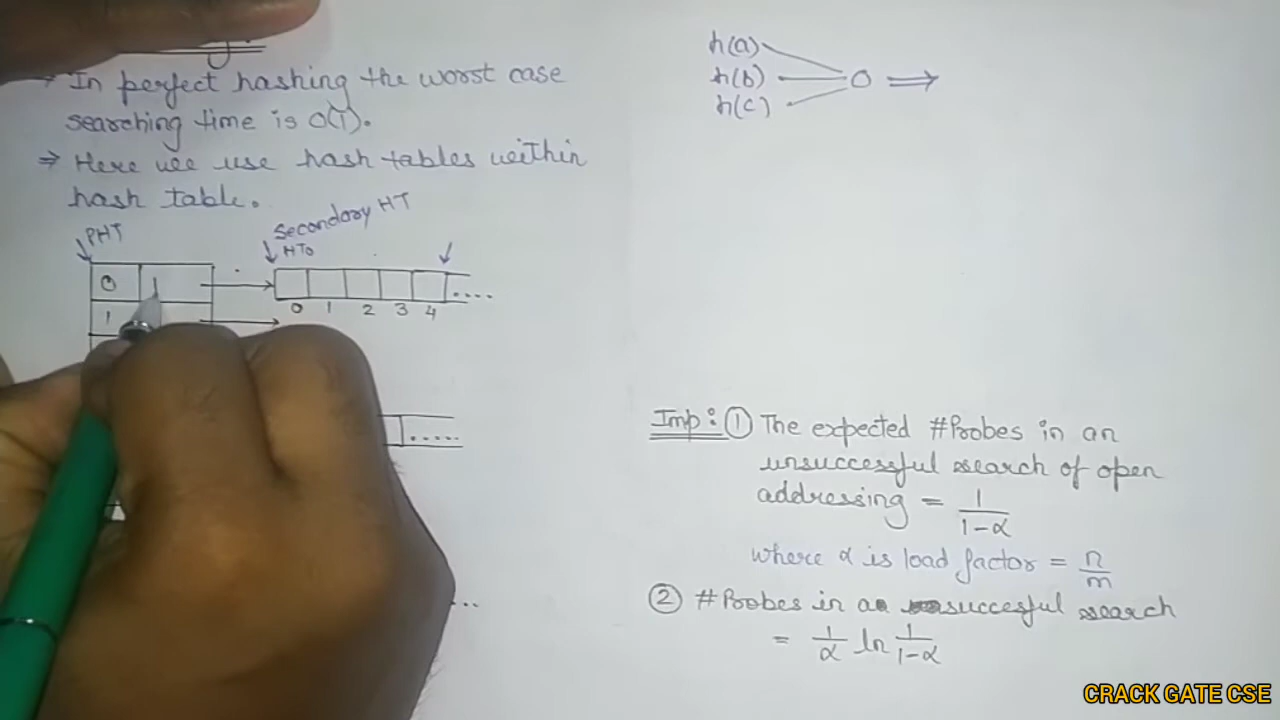 → In perfect hashing the worst case
searching time is O(1).
⇒ Here we use hash tables within
hash table.
PHT
Secondary HT
HT0
0
1
0 1 2 3 4
.....
.....
h(a)
h(b)
h(c)
0 ⇒
Imp: ① The expected #Probes in an
unsuccessful search of open
addressing = 1/(1-α)
where α is load factor = n/m
② #Probes in a succesful search
= 1/α ln 1/(1-α)
CRACK GATE CSE